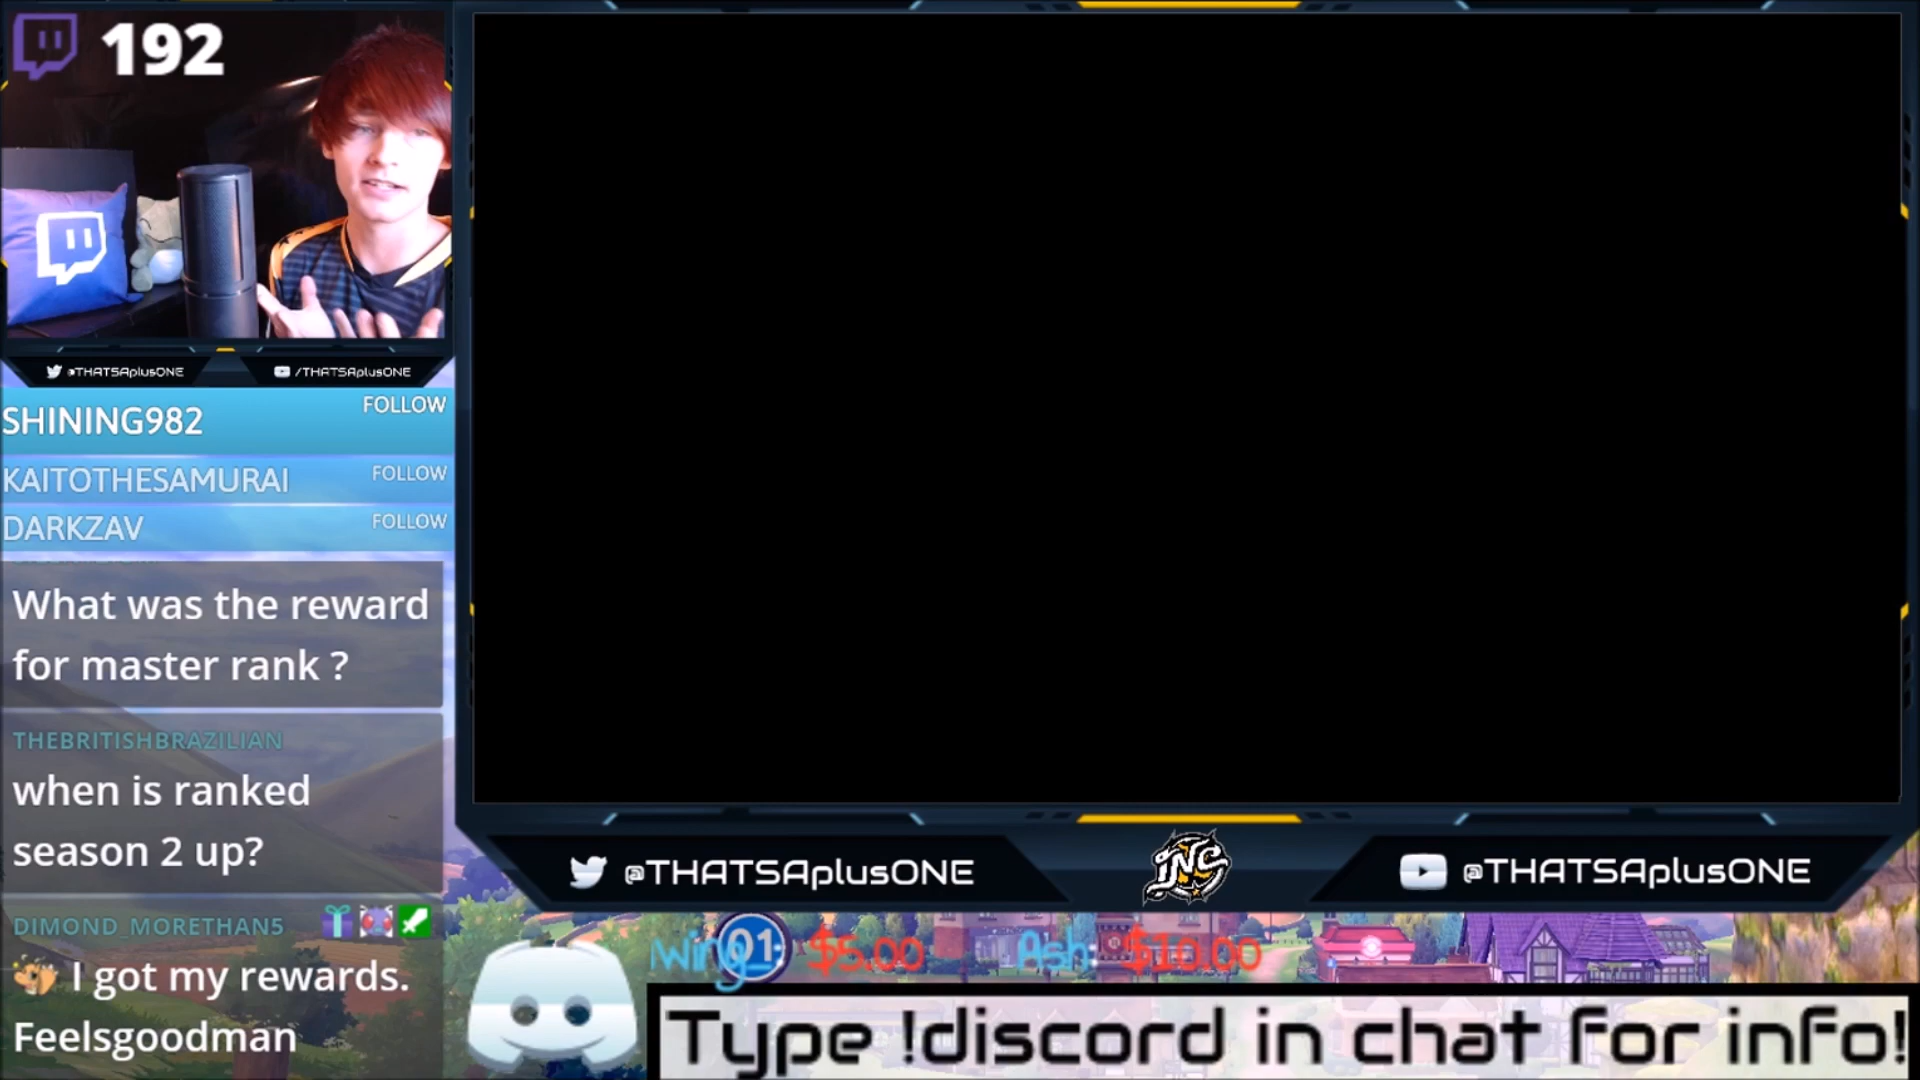 192
@THATSAplusONE
/THATSAplusONE
SHINING982 FOLLOW
KAITOTHESAMURAI FOLLOW
DARKZAV FOLLOW
What was the reward
for master rank ?
THEBRITISHBRAZILIAN
when is ranked
season 2 up?
DIMOND_MORETHAN5
I got my rewards.
Feelsgoodman
@THATSAplusONE
INC
@THATSAplusONE
01
$5.00 Ash: $10.00
Type !discord in chat for info!